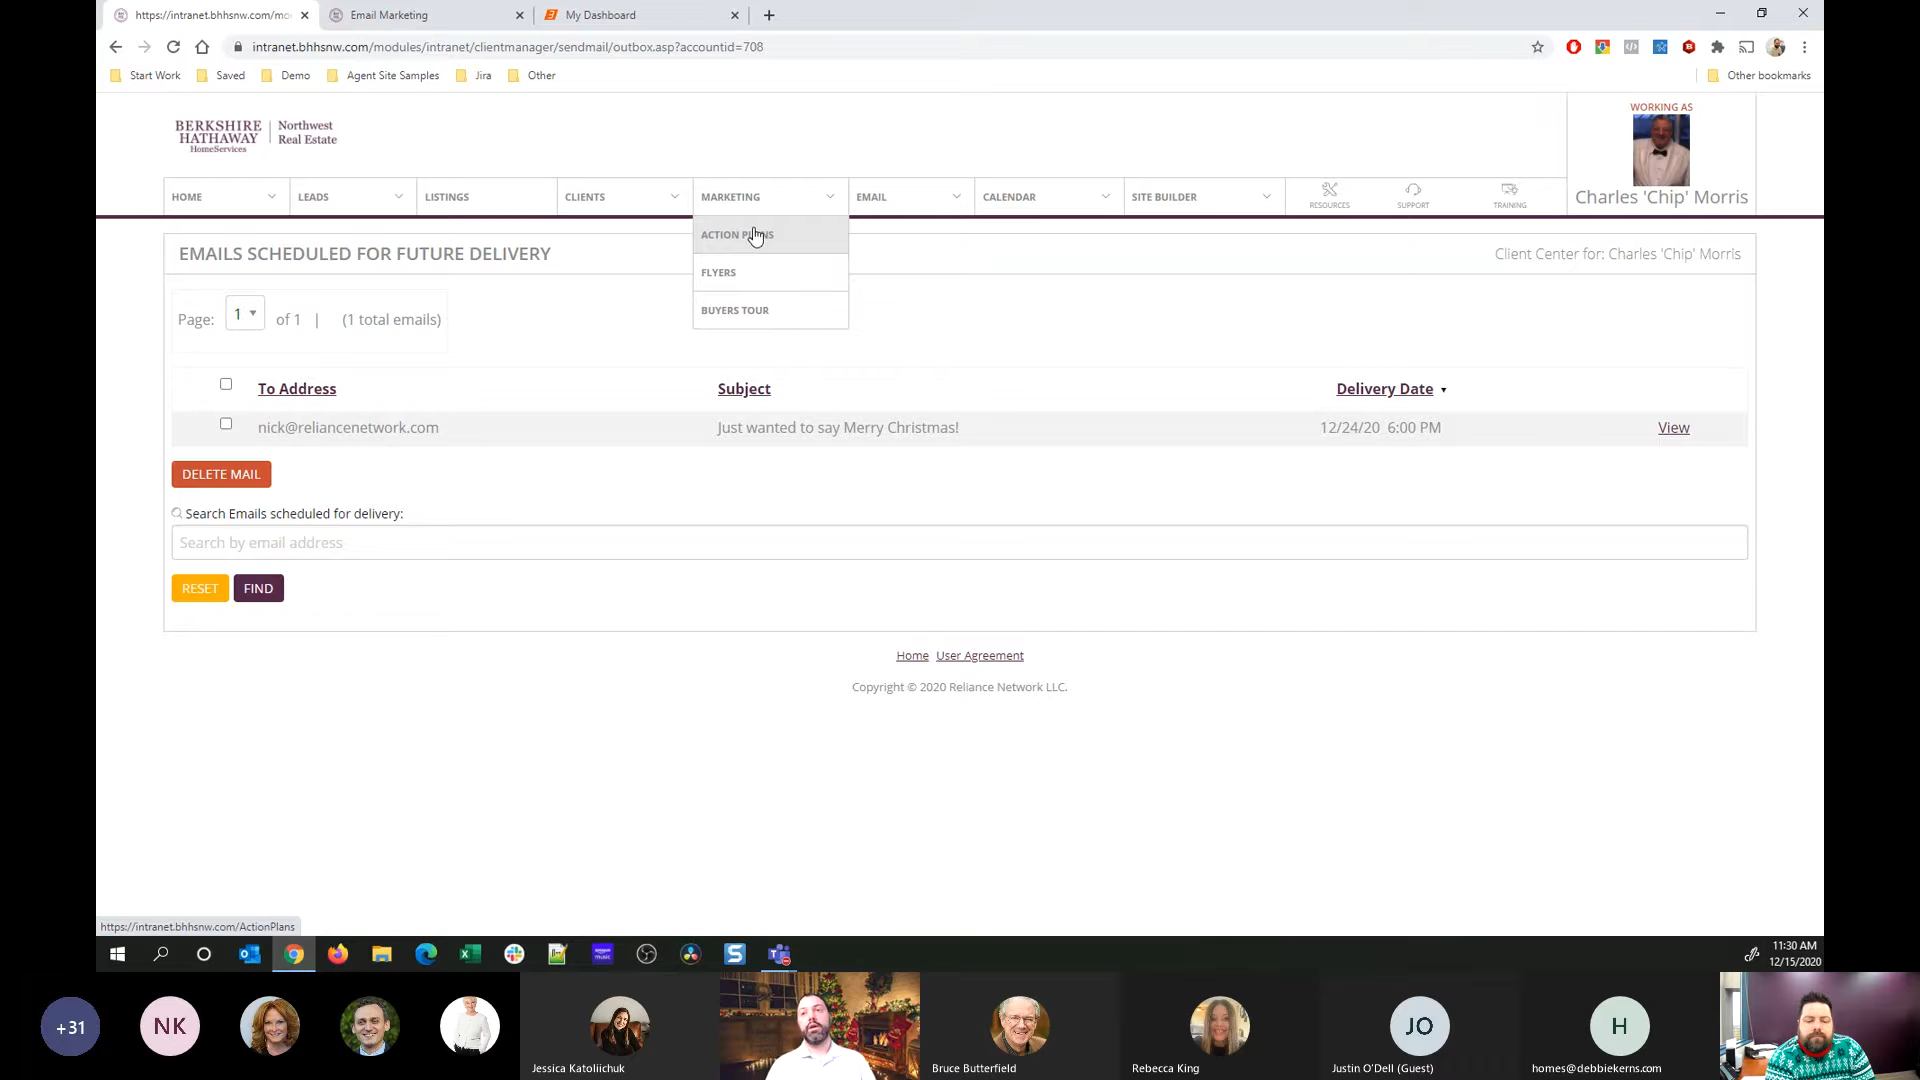 https://intranet.bhhsnw.com/mo
Email Marketing
My Dashboard
intranet.bhhsnw.com/modules/intranet/clientmanager/sendmail/outbox.asp?accountid=708
Start Work
Saved
Demo
Agent Site Samples
Jira
Other
Other bookmarks
BERKSHIRE
HATHAWAY
HomeServices
Northwest
Real Estate
WORKING AS
Charles 'Chip' Morris
HOME
LEADS
LISTINGS
CLIENTS
MARKETING
EMAIL
CALENDAR
SITE BUILDER
RESOURCES
SUPPORT
TRAINING
ACTION PLANS
FLYERS
BUYERS TOUR
EMAILS SCHEDULED FOR FUTURE DELIVERY
Client Center for: Charles 'Chip' Morris
Page: 1 of 1 | (1 total emails)
To Address Subject Delivery Date
nick@reliancenetwork.com Just wanted to say Merry Christmas! 12/24/20 6:00 PM View
DELETE MAIL
Search Emails scheduled for delivery:
Search by email address
RESET FIND
Home User Agreement
Copyright © 2020 Reliance Network LLC.
https://intranet.bhhsnw.com/ActionPlans
11:30 AM
12/15/2020
+31
NK
JO
H
Jessica Katoliichuk
Bruce Butterfield
Rebecca King
Justin O'Dell (Guest)
homes@debbiekerns.com